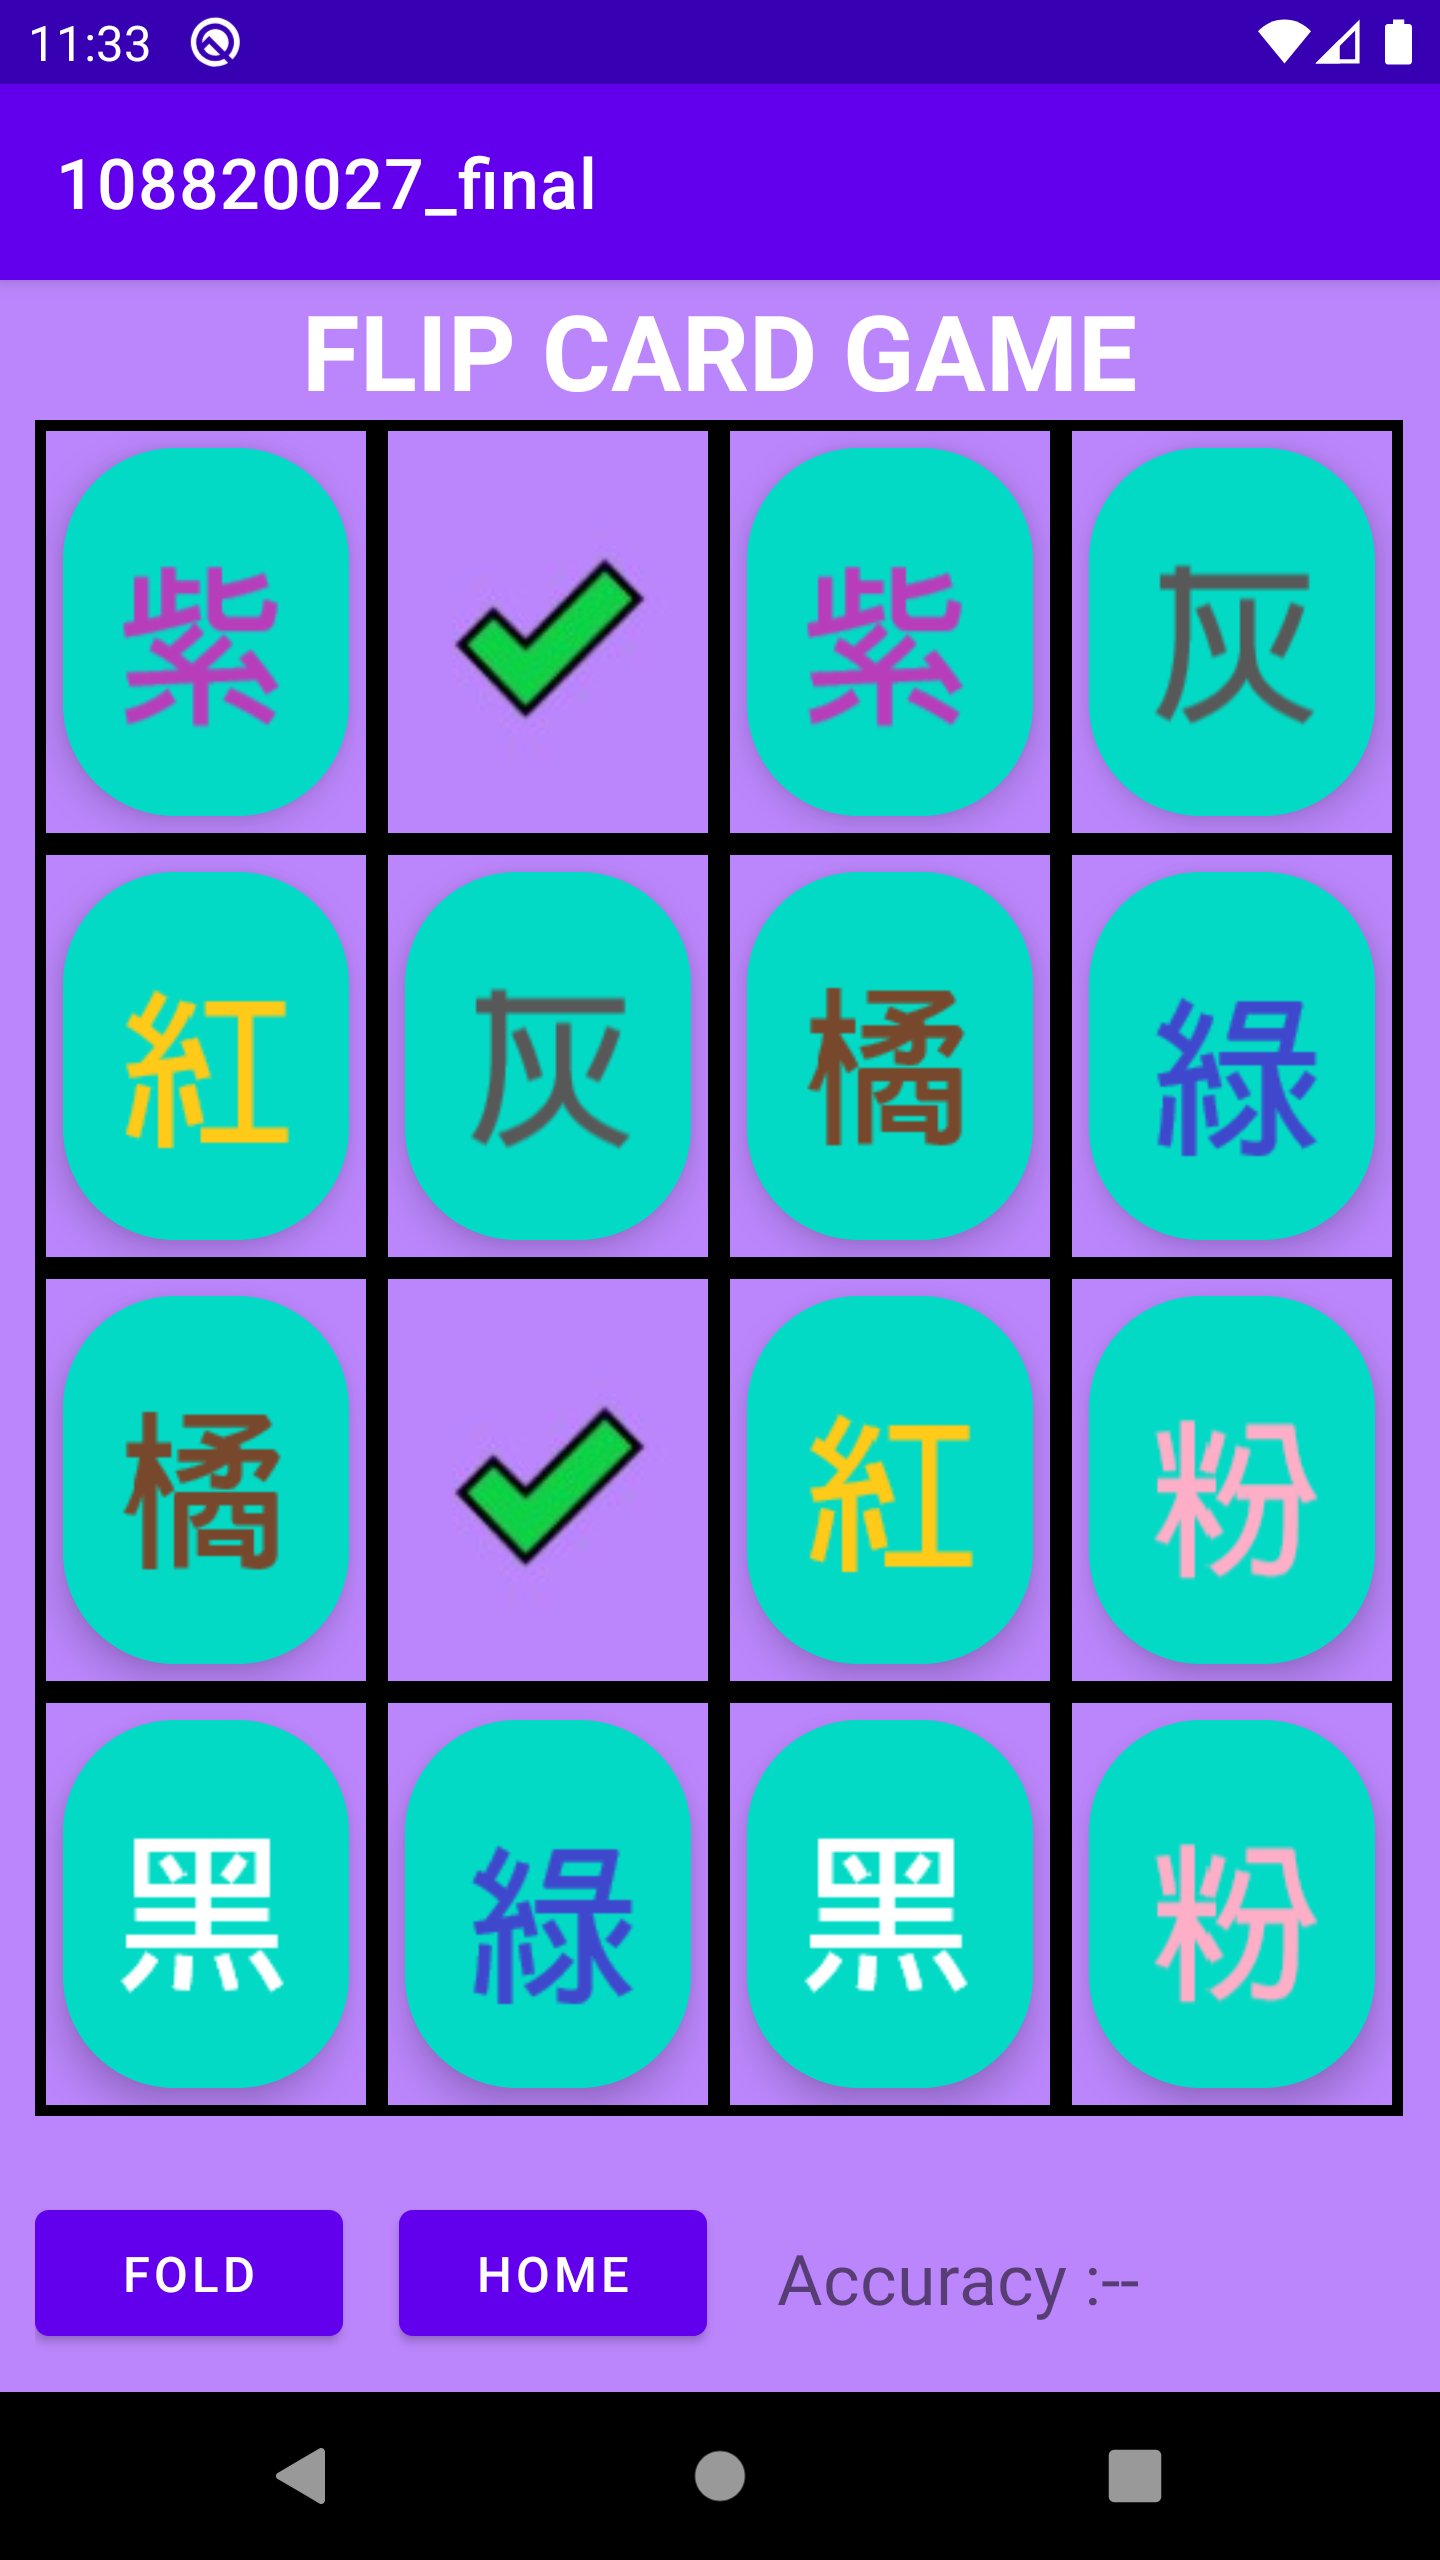 11:33
108820027_final
FLIP CARD GAME
紫 紫 灰
紅 灰 橘 綠
橘 紅 粉
黑 綠 黑 粉
FOLD HOME Accuracy :--